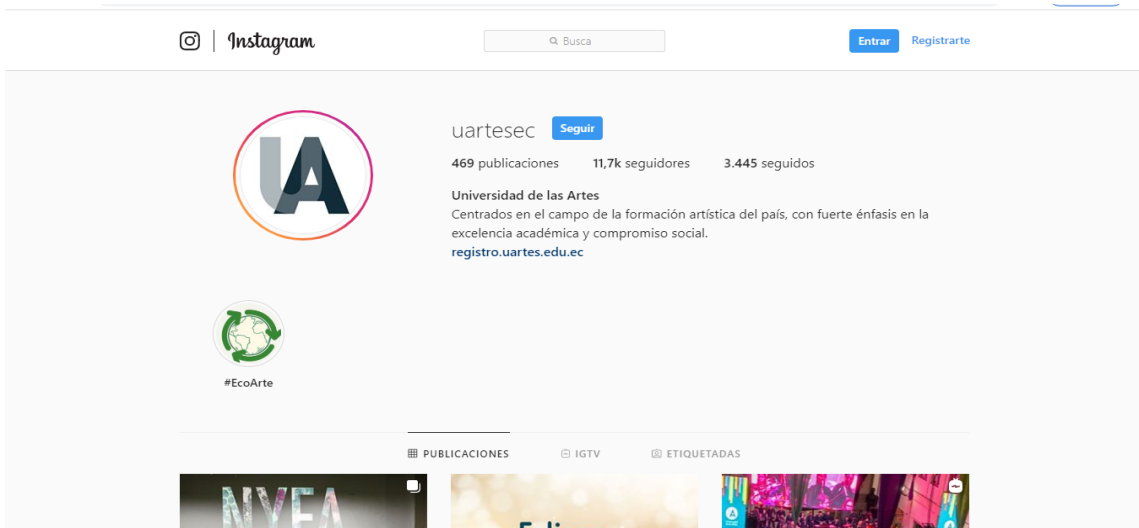 Instagram
Busca
Entrar
Registrarte
UA
uartesec
Seguir
469 publicaciones 11,7k seguidores 3.445 seguidos
Universidad de las Artes
Centrados en el campo de la formación artística del país, con fuerte énfasis en la
excelencia académica y compromiso social.
registro.uartes.edu.ec
#EcoArte
PUBLICACIONES IGTV ETIQUETADAS